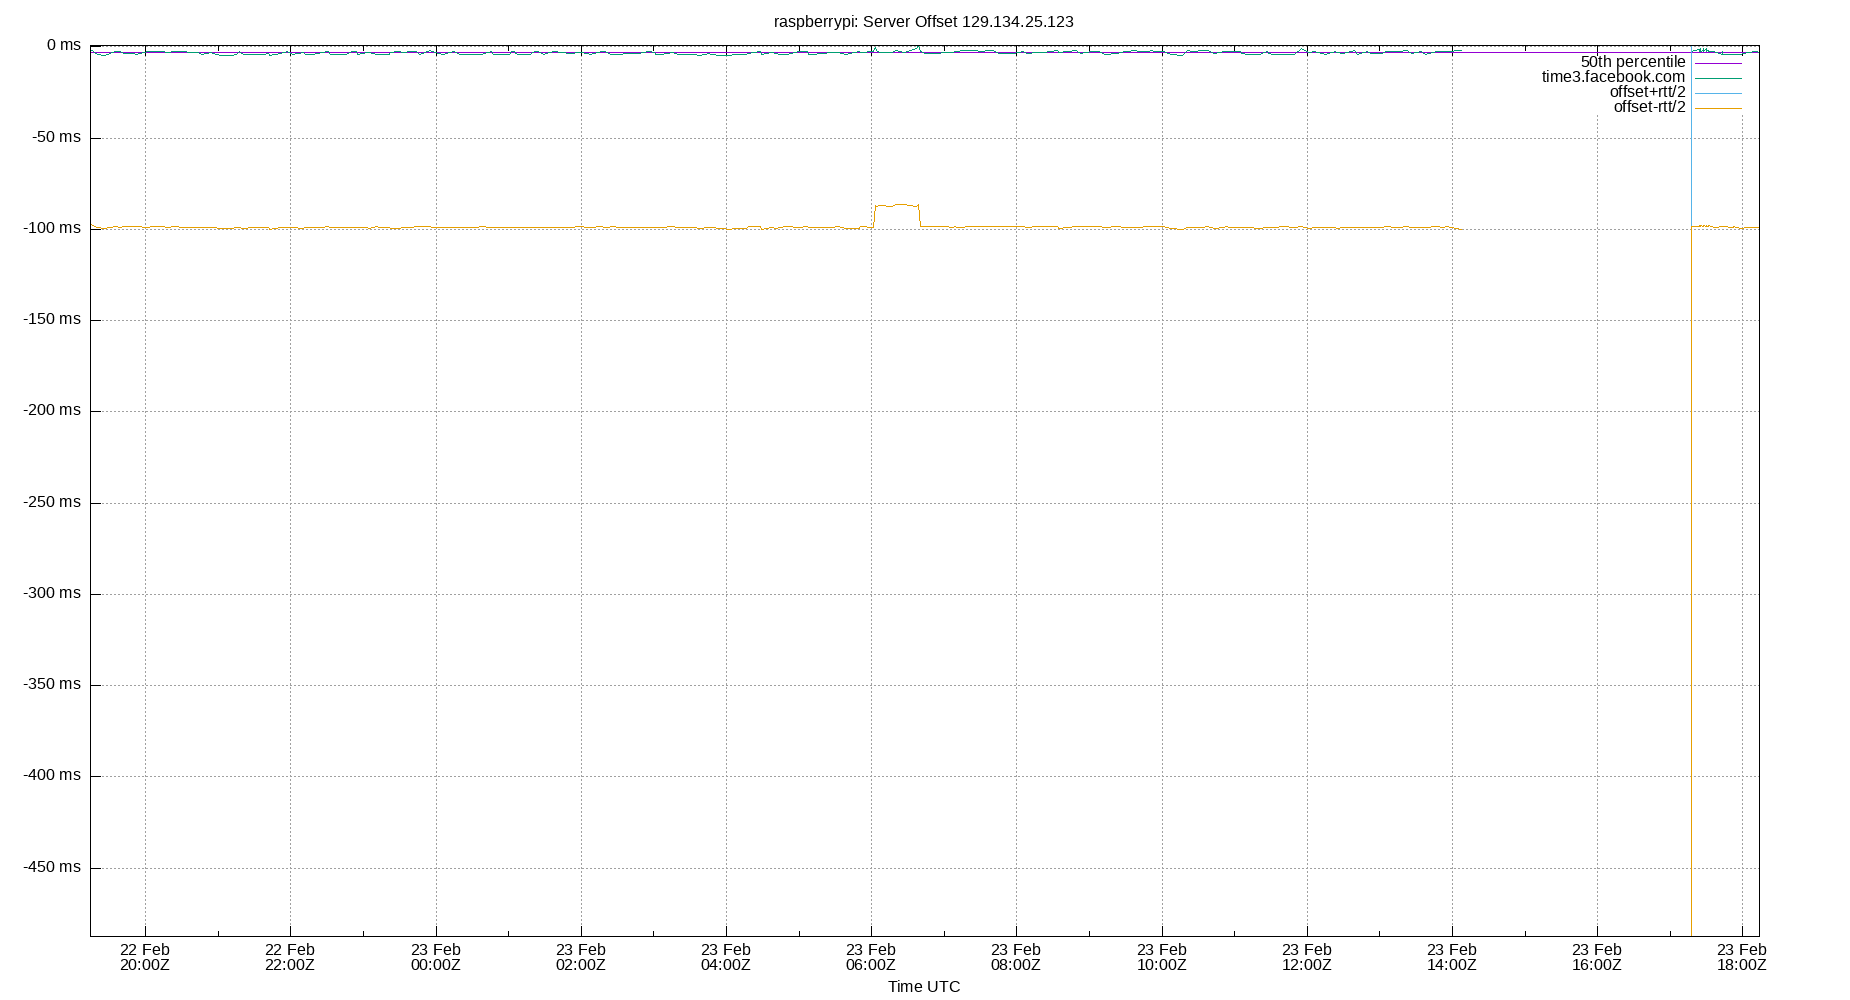 raspberrypi: Server Offset 129.134.25.123
0 ms
-50 ms
-100 ms
-150 ms
-200 ms
-250 ms
-300 ms
-350 ms
-400 ms
-450 ms
50th percentile
time3.facebook.com
offset+rtt/2
offset-rtt/2
22 Feb
20:00Z
22 Feb
22:00Z
23 Feb
00:00Z
23 Feb
02:00Z
23 Feb
04:00Z
23 Feb
06:00Z
23 Feb
08:00Z
23 Feb
10:00Z
23 Feb
12:00Z
23 Feb
14:00Z
23 Feb
16:00Z
23 Feb
18:00Z
Time UTC